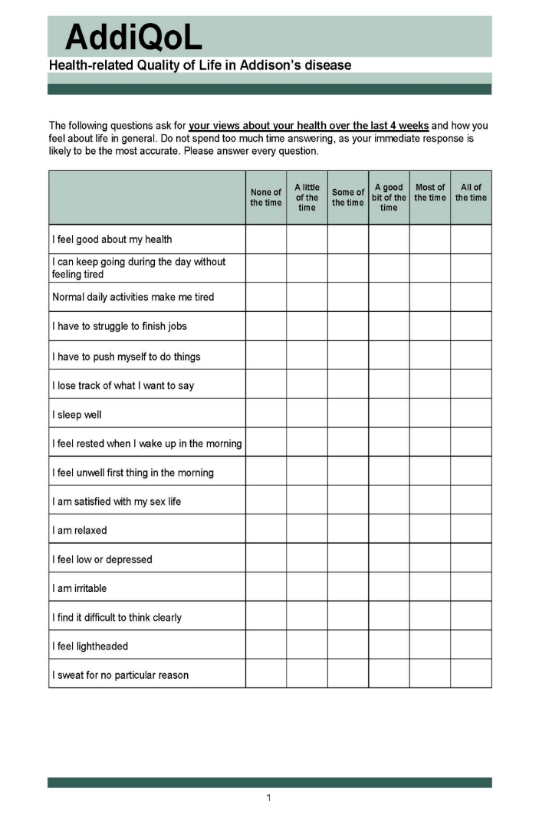 AddiQoL
Health-related Quality of Life in Addison's disease
The following questions ask for your views about your health over the last 4 weeks and how you
feel about life in general. Do not spend too much time answering, as your immediate response is
likely to be the most accurate. Please answer every question.
None of the time
A little of the time
Some of the time
A good bit of the time
Most of the time
All of the time
I feel good about my health
I can keep going during the day without
feeling tired
Normal daily activities make me tired
I have to struggle to finish jobs
I have to push myself to do things
I lose track of what I want to say
I sleep well
I feel rested when I wake up in the morning
I feel unwell first thing in the morning
I am satisfied with my sex life
I am relaxed
I feel low or depressed
I am irritable
I find it difficult to think clearly
I feel lightheaded
I sweat for no particular reason
1